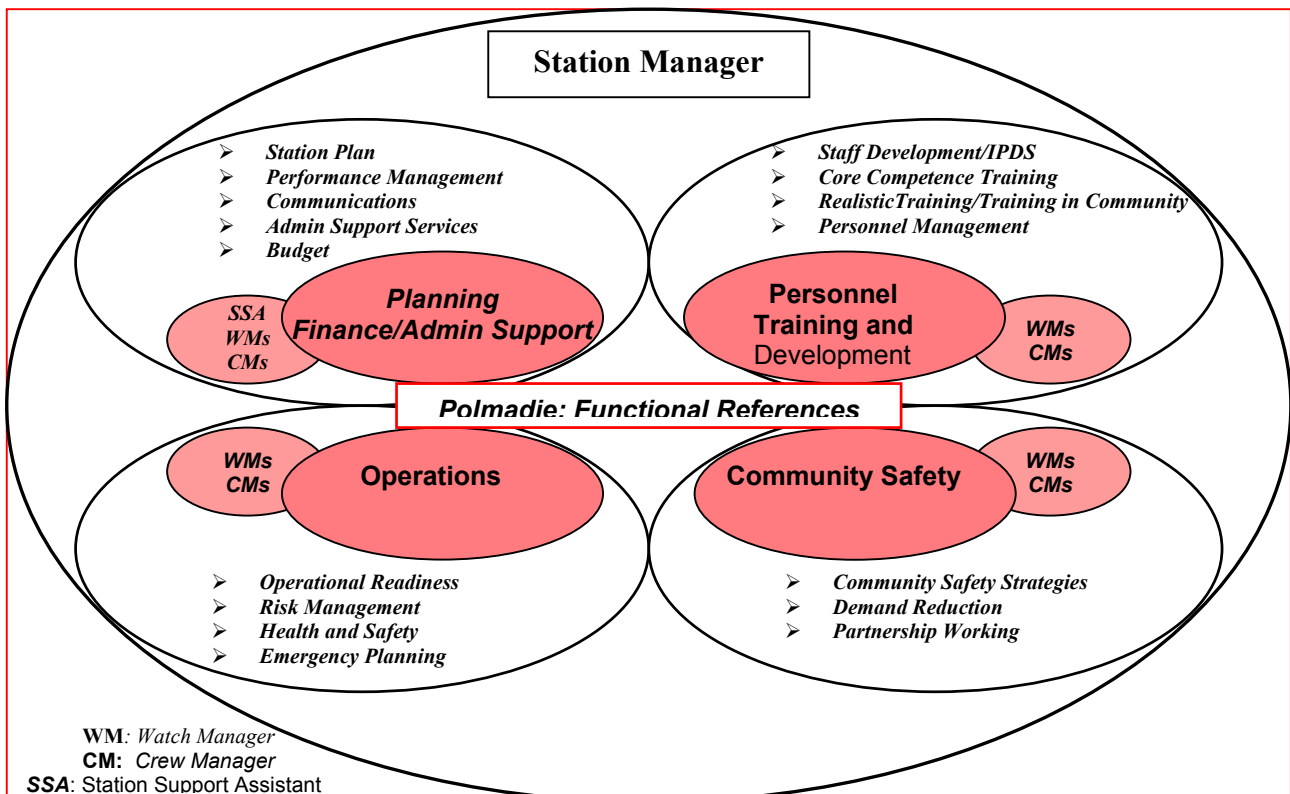 Station Manager
➢ Station Plan
➢ Performance Management
➢ Communications
➢ Admin Support Services
➢ Budget
➢ Staff Development/IPDS
➢ Core Competence Training
➢ RealisticTraining/Training in Community
➢ Personnel Management
SSA
WMs
CMs
Planning
Finance/Admin Support
Personnel
Training and
Development
WMs
CMs
Polmadie: Functional References
WMs
CMs
Operations
Community Safety
WMs
CMs
➢ Operational Readiness
➢ Risk Management
➢ Health and Safety
➢ Emergency Planning
➢ Community Safety Strategies
➢ Demand Reduction
➢ Partnership Working
WM: Watch Manager
CM: Crew Manager
SSA: Station Support Assistant